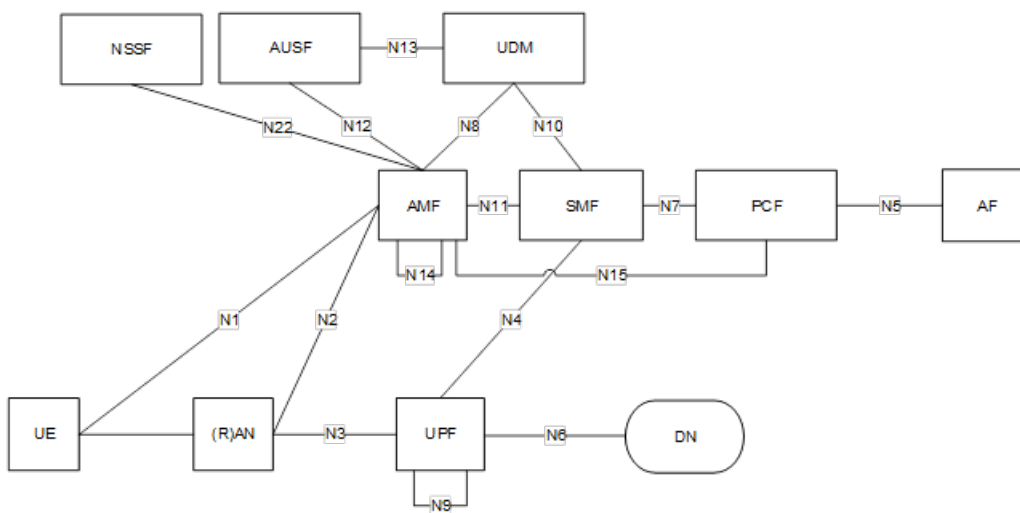 NSSF
AUSF
N13
UDM
N22
N12
N8
N10
AMF
N11
SMF
N7
PCF
N5
AF
N14
N15
N1
N2
N4
UE
(R)AN
N3
UPF
N6
DN
N9